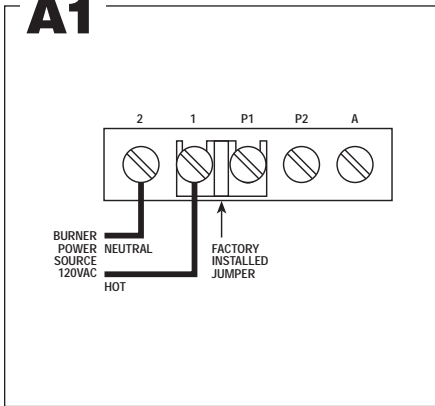 A1
2 1 P1 P2 A
BURNER
POWER NEUTRAL
SOURCE
120VAC
HOT
FACTORY
INSTALLED
JUMPER